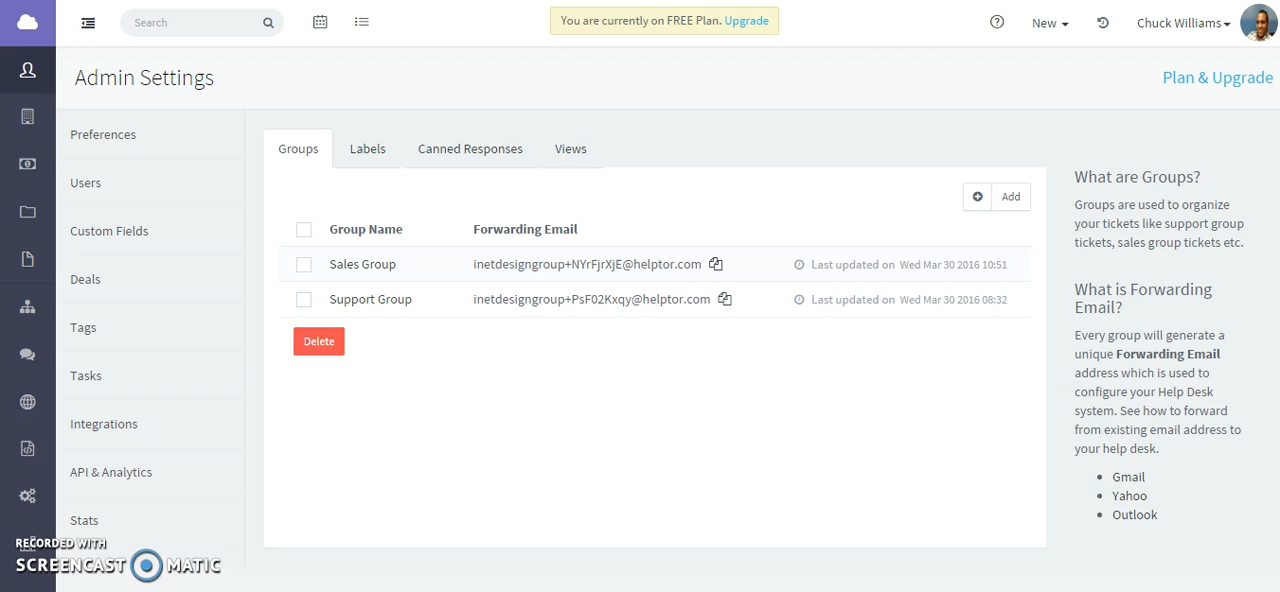 Search
You are currently on FREE Plan. Upgrade
New
Chuck Williams
Admin Settings
Plan & Upgrade
Preferences
Users
Custom Fields
Deals
Tags
Tasks
Integrations
API & Analytics
Stats
Groups
Labels
Canned Responses
Views
Add
Group Name Forwarding Email
Sales Group inetdesigngroup+NYrFjrXjE@helptor.com Last updated on Wed Mar 30 2016 10:51
Support Group inetdesigngroup+PsF02Kxqy@helptor.com Last updated on Wed Mar 30 2016 08:32
Delete
What are Groups?
Groups are used to organize
your tickets like support group
tickets, sales group tickets etc.
What is Forwarding
Email?
Every group will generate a
unique Forwarding Email
address which is used to
configure your Help Desk
system. See how to forward
from existing email address to
your help desk.
Gmail
Yahoo
Outlook
RECORDED WITH
SCREENCAST MATIC